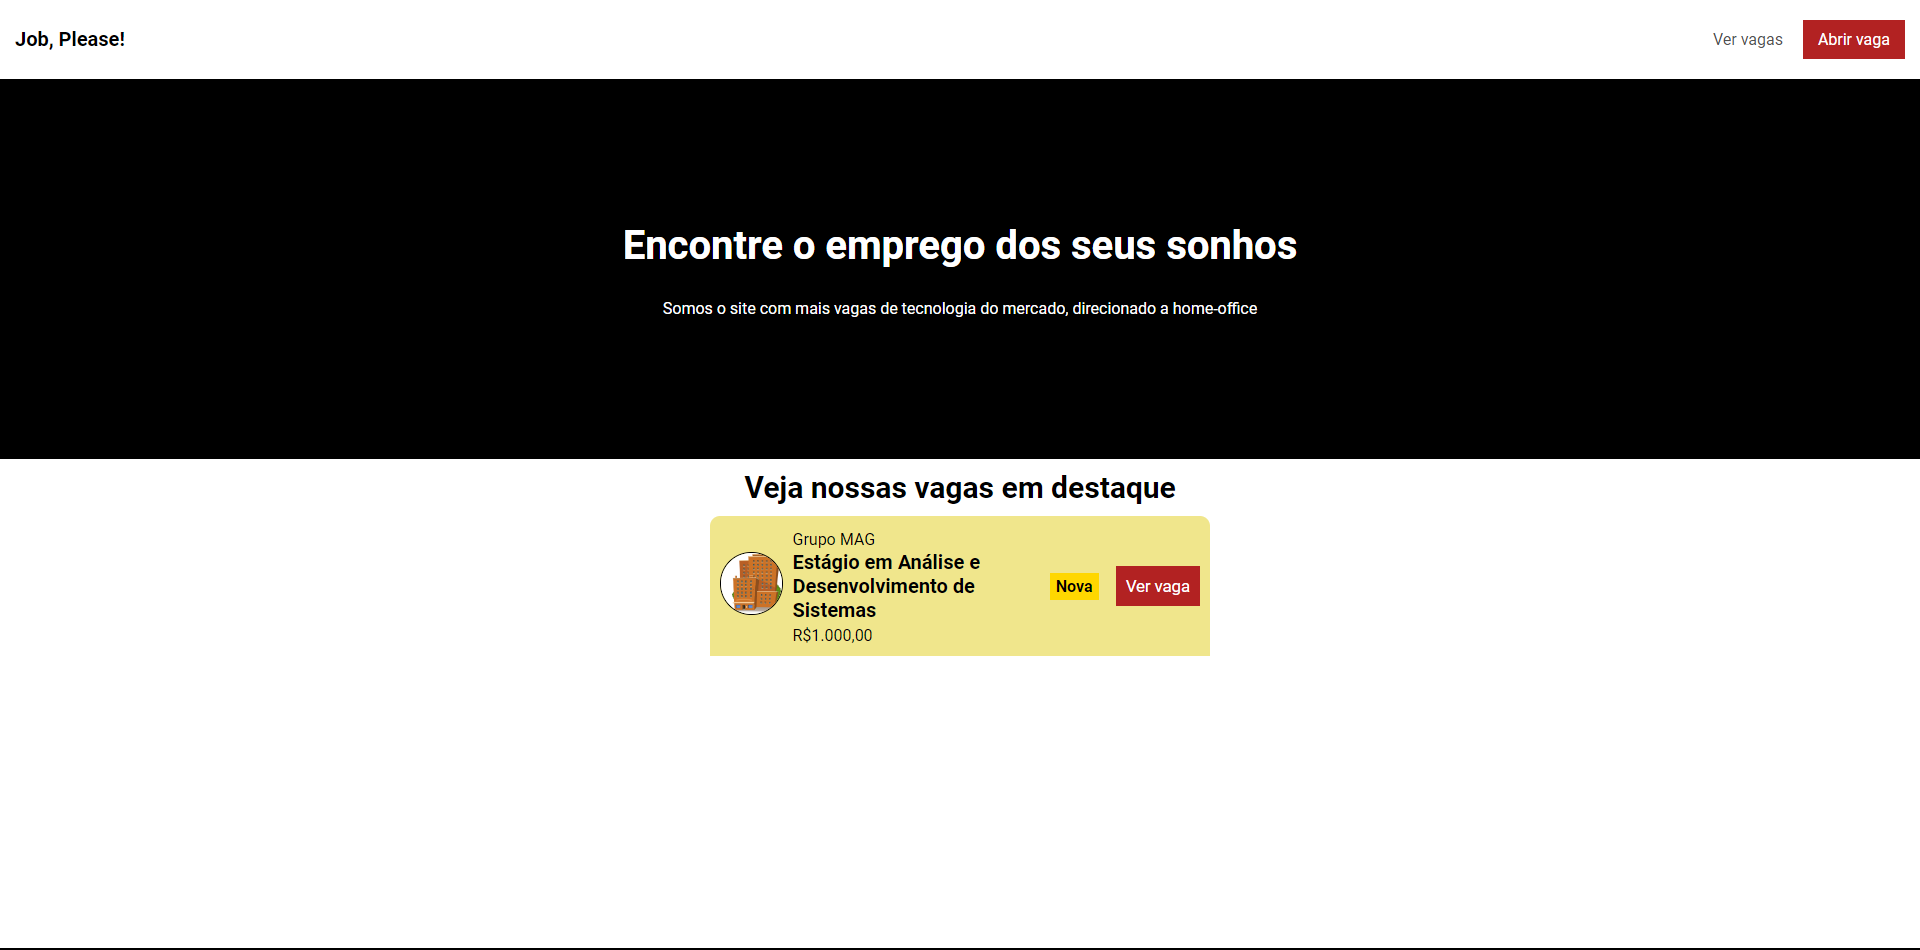 Job, Please!
Ver vagas
Abrir vaga
Encontre o emprego dos seus sonhos
Somos o site com mais vagas de tecnologia do mercado, direcionado a home-office
Veja nossas vagas em destaque
Grupo MAG
Estágio em Análise e
Desenvolvimento de
Sistemas
R$1.000,00
Nova
Ver vaga